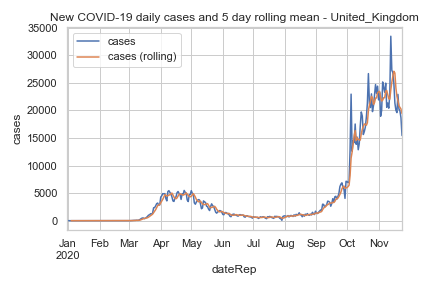 New COVID-19 daily cases and 5 day rolling mean - United_Kingdom
35000
30000
25000
20000
15000
10000
5000
0
cases
cases
cases (rolling)
Jan Feb Mar Apr May Jun Jul Aug Sep Oct Nov
2020
dateRep